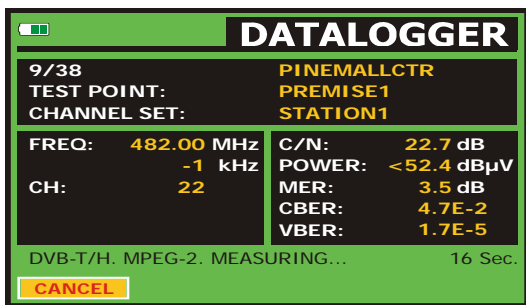 DATALOGGER
9/38 PINEMALLCTR
TEST POINT: PREMISE1
CHANNEL SET: STATION1
FREQ: 482.00 MHz
-1 kHz
CH: 22
C/N: 22.7 dB
POWER: <52.4 dBµV
MER: 3.5 dB
CBER: 4.7E-2
VBER: 1.7E-5
DVB-T/H. MPEG-2. MEASURING... 16 Sec.
CANCEL